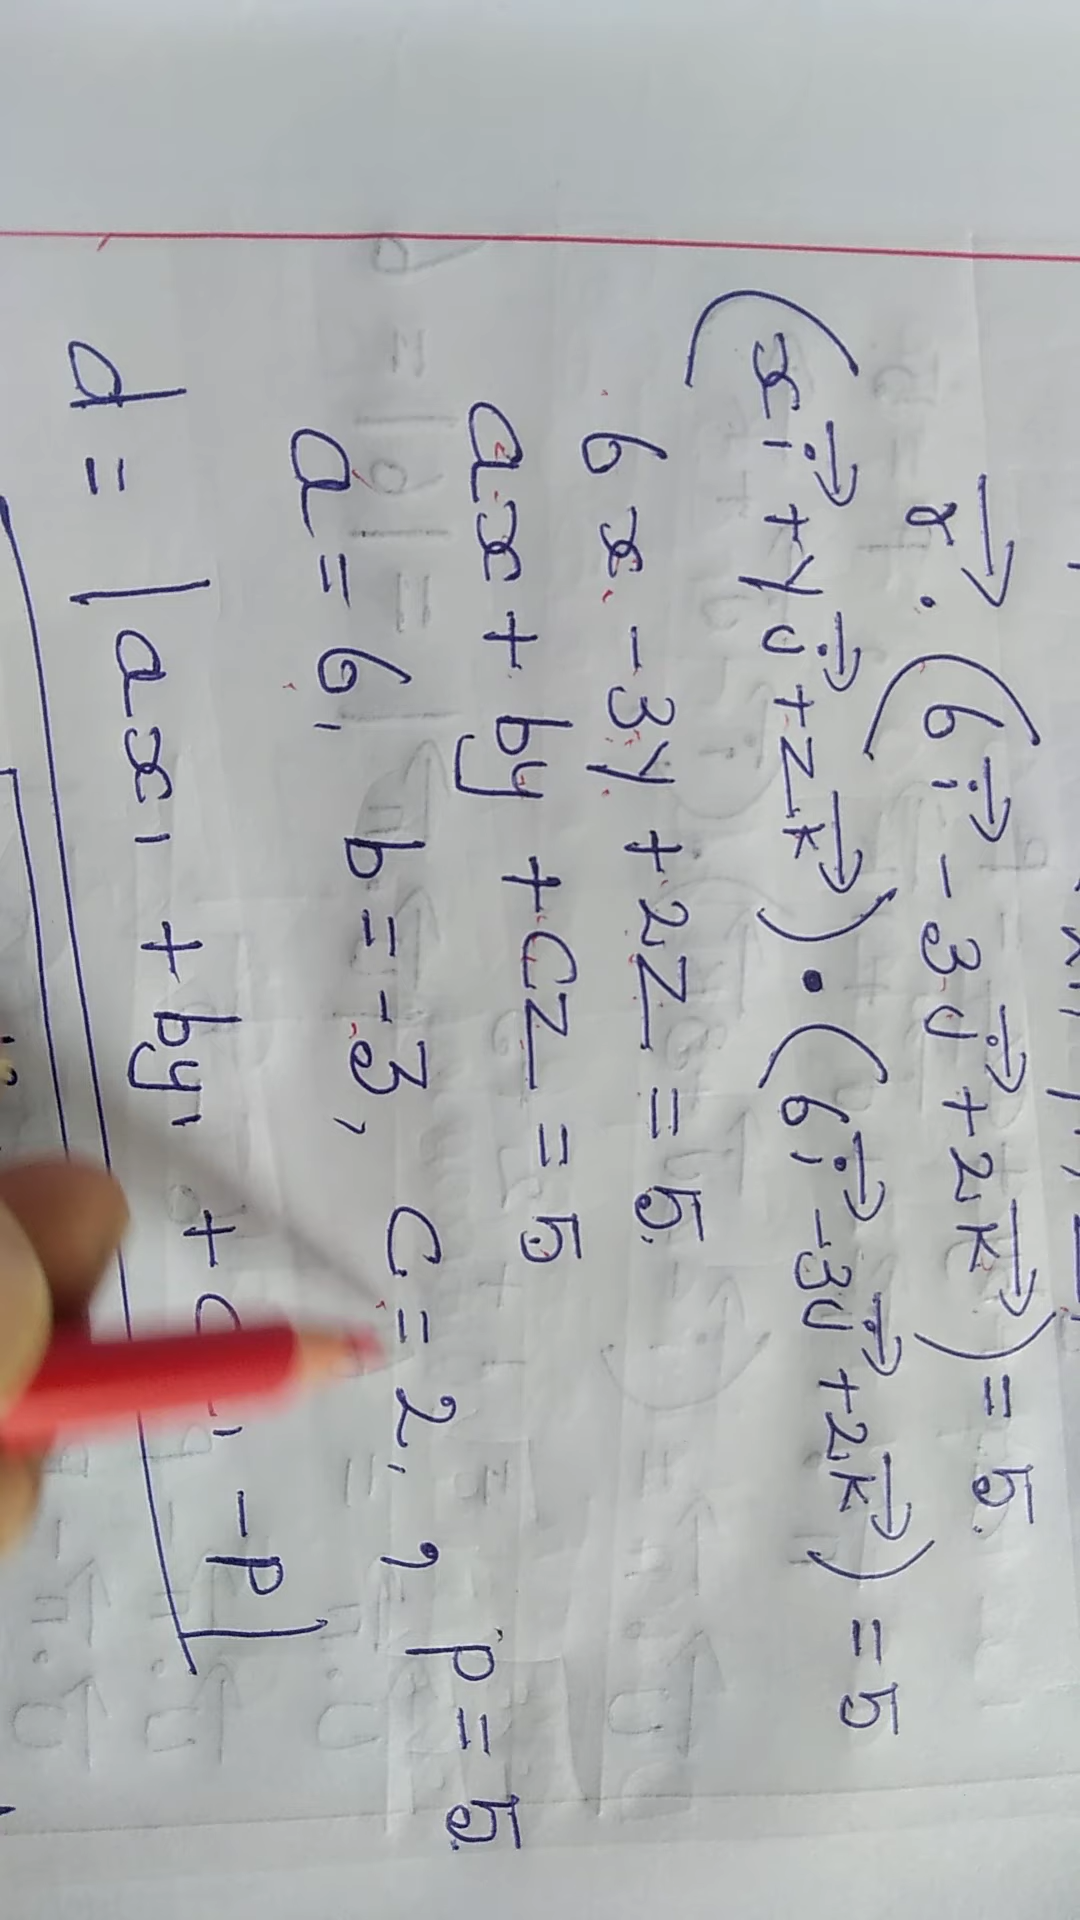 r⃗ . (6i⃗ - 3j⃗ + 2k⃗) = 5.
(xi⃗ + yj⃗ + zk⃗) • (6i⃗ - 3j⃗ + 2k⃗) = 5
6x - 3y + 2z = 5.
ax + by + cz = 5
a = 6, b = -3, c = 2, , p = 5.
d = |ax₁ + by₁ + - p|